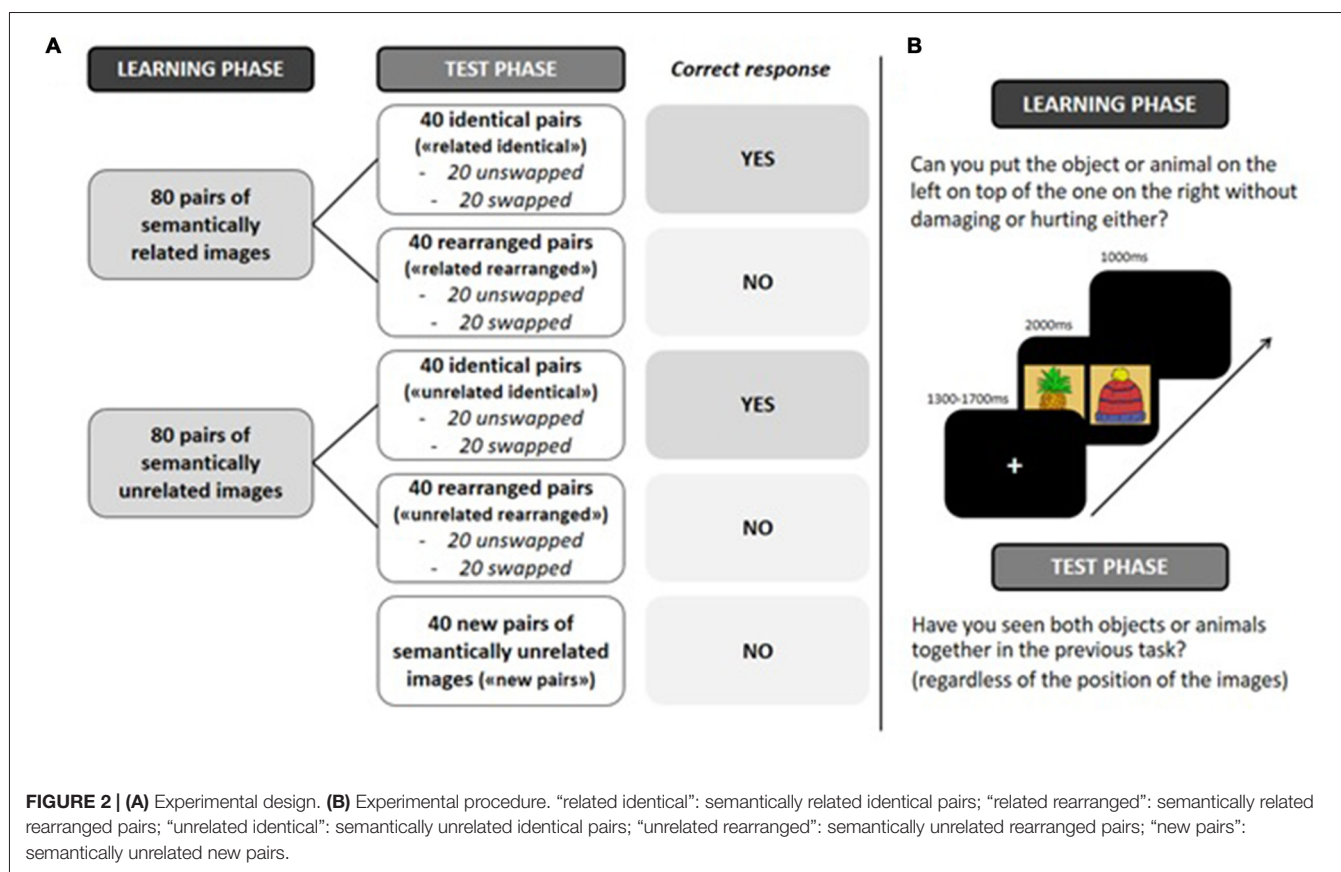 A
LEARNING PHASE
TEST PHASE
Correct response
80 pairs of
semantically
related images
40 identical pairs
(«related identical»)
- 20 unswapped
- 20 swapped
YES
40 rearranged pairs
(«related rearranged»)
- 20 unswapped
- 20 swapped
NO
80 pairs of
semantically
unrelated images
40 identical pairs
(«unrelated identical»)
- 20 unswapped
- 20 swapped
YES
40 rearranged pairs
(«unrelated rearranged»)
- 20 unswapped
- 20 swapped
NO
40 new pairs of
semantically unrelated
images («new pairs»)
NO
B
LEARNING PHASE
Can you put the object or animal on the
left on top of the one on the right without
damaging or hurting either?
1000ms
2000ms
1300-1700ms
+
TEST PHASE
Have you seen both objects or animals
together in the previous task?
(regardless of the position of the images)
FIGURE 2 | (A) Experimental design. (B) Experimental procedure. “related identical”: semantically related identical pairs; “related rearranged”: semantically related
rearranged pairs; “unrelated identical”: semantically unrelated identical pairs; “unrelated rearranged”: semantically unrelated rearranged pairs; “new pairs”:
semantically unrelated new pairs.